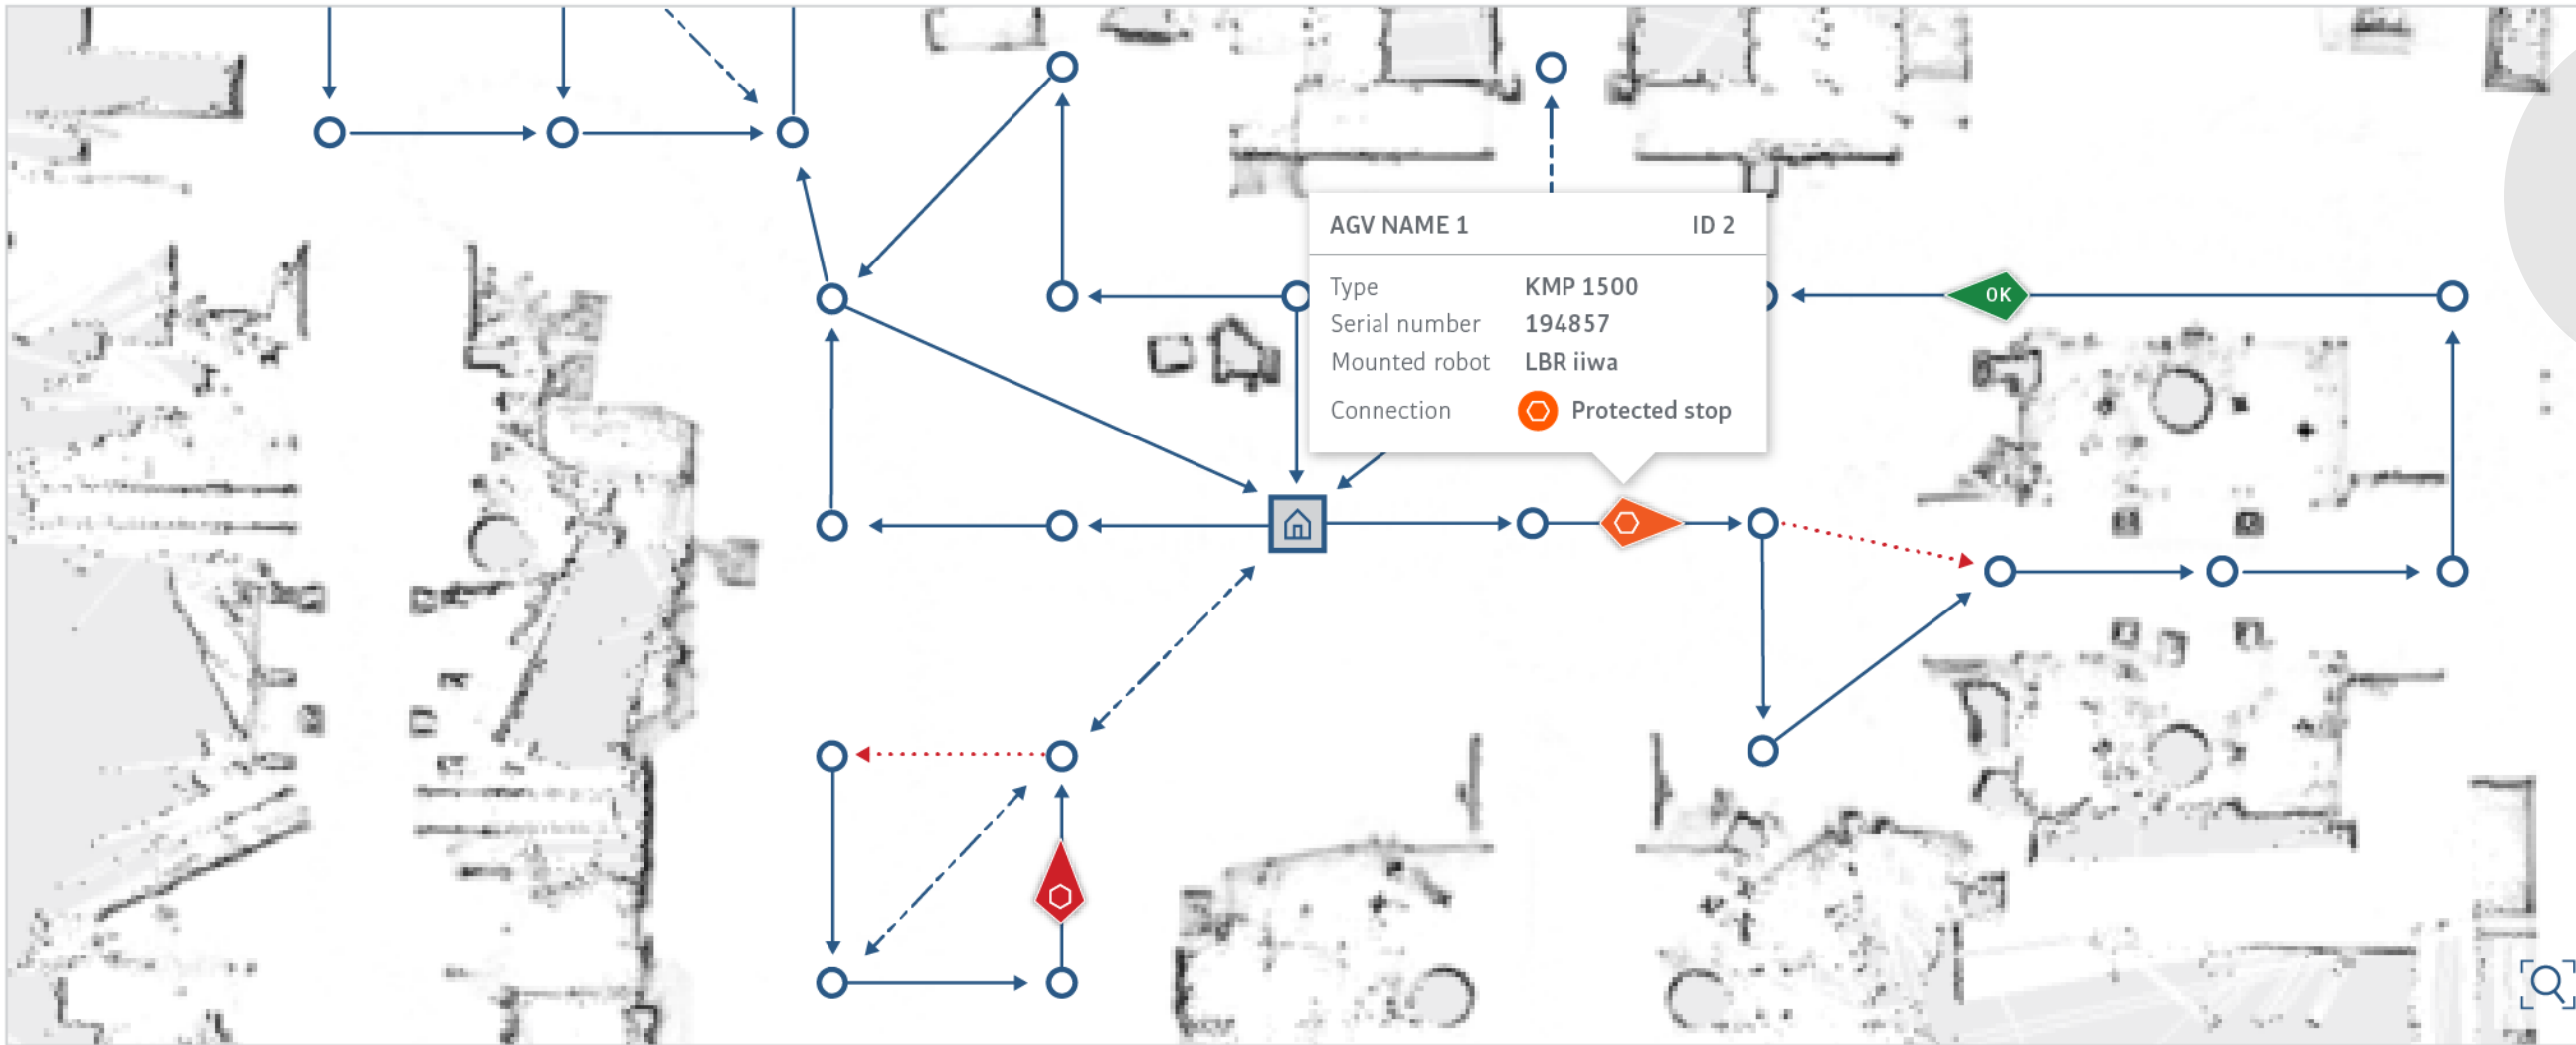 AGV NAME 1 ID 2
Type KMP 1500
Serial number 194857
Mounted robot LBR iiwa
Connection Protected stop
OK